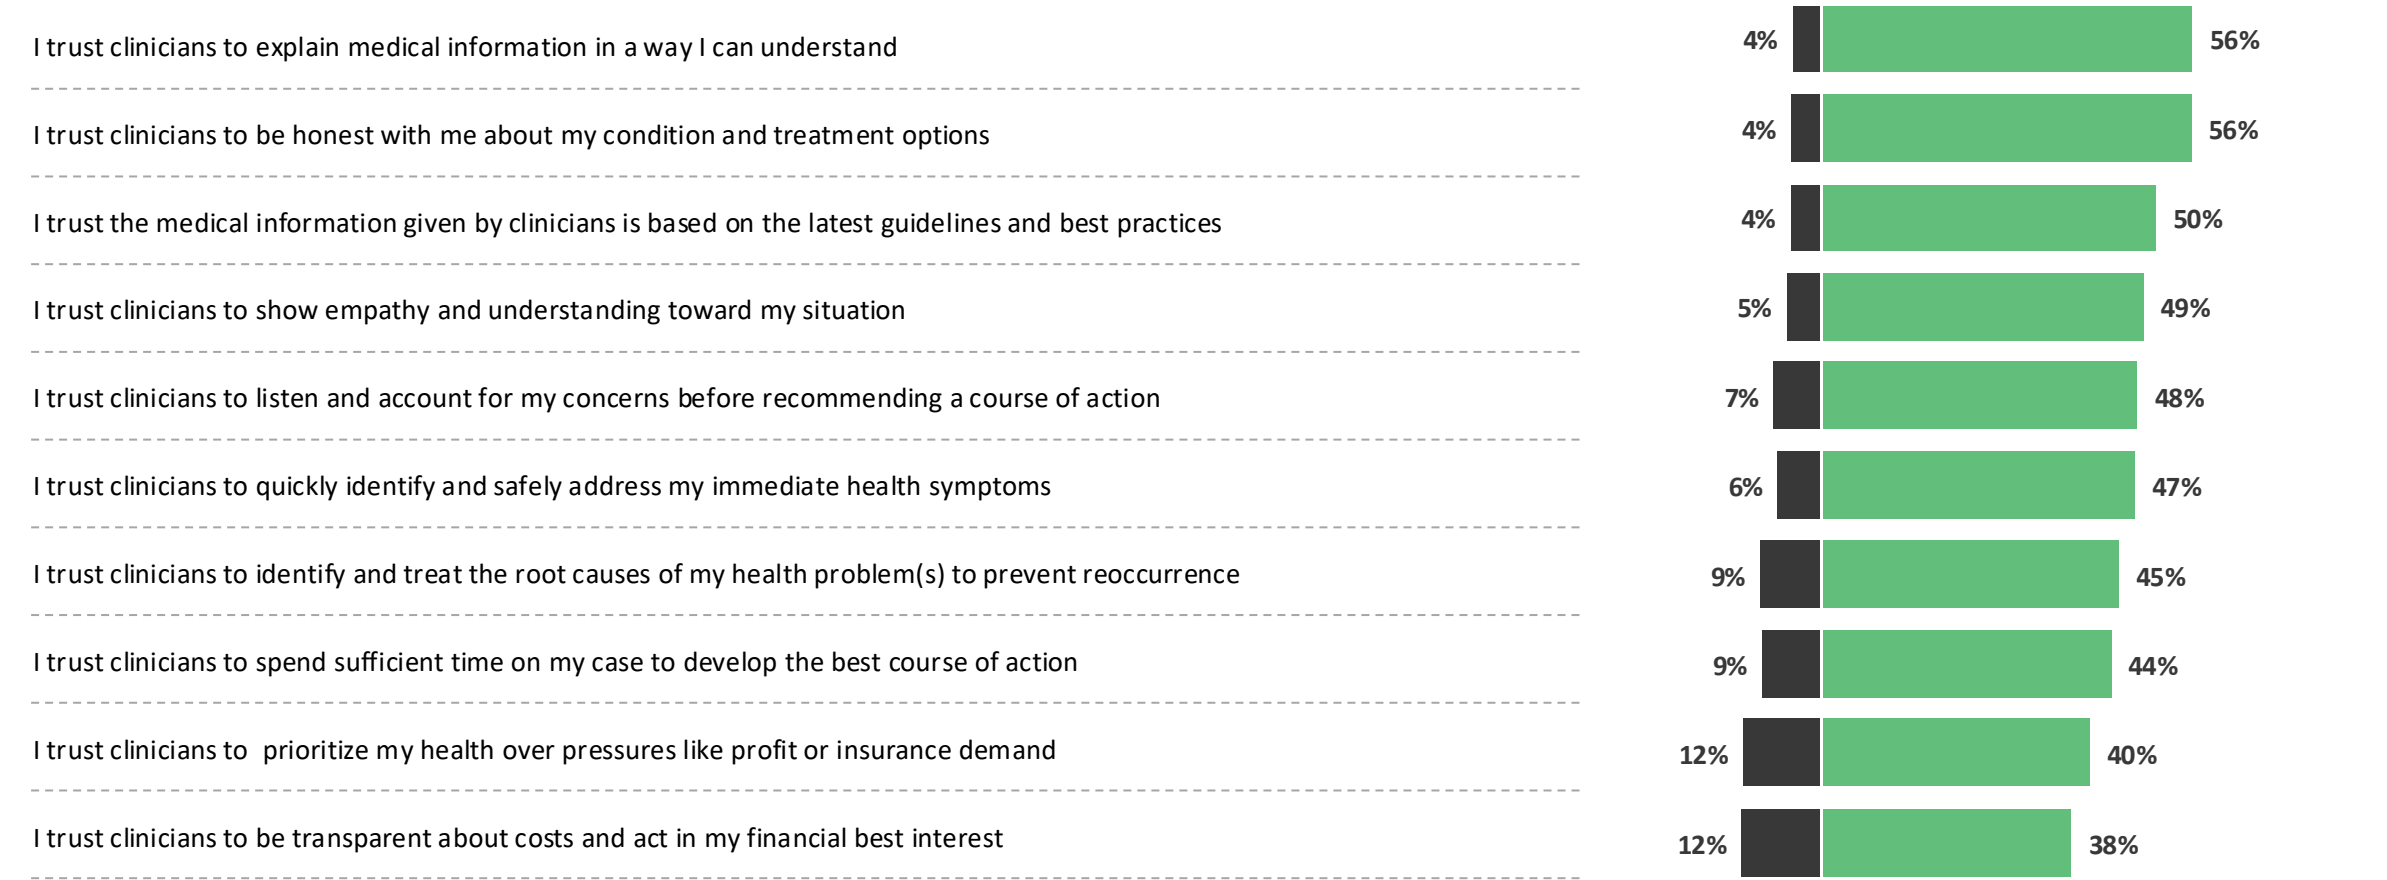 I trust clinicians to explain medical information in a way I can understand 4% 56%
I trust clinicians to be honest with me about my condition and treatment options 4% 56%
I trust the medical information given by clinicians is based on the latest guidelines and best practices 4% 50%
I trust clinicians to show empathy and understanding toward my situation 5% 49%
I trust clinicians to listen and account for my concerns before recommending a course of action 7% 48%
I trust clinicians to quickly identify and safely address my immediate health symptoms 6% 47%
I trust clinicians to identify and treat the root causes of my health problem(s) to prevent reoccurrence 9% 45%
I trust clinicians to spend sufficient time on my case to develop the best course of action 9% 44%
I trust clinicians to prioritize my health over pressures like profit or insurance demand 12% 40%
I trust clinicians to be transparent about costs and act in my financial best interest 12% 38%